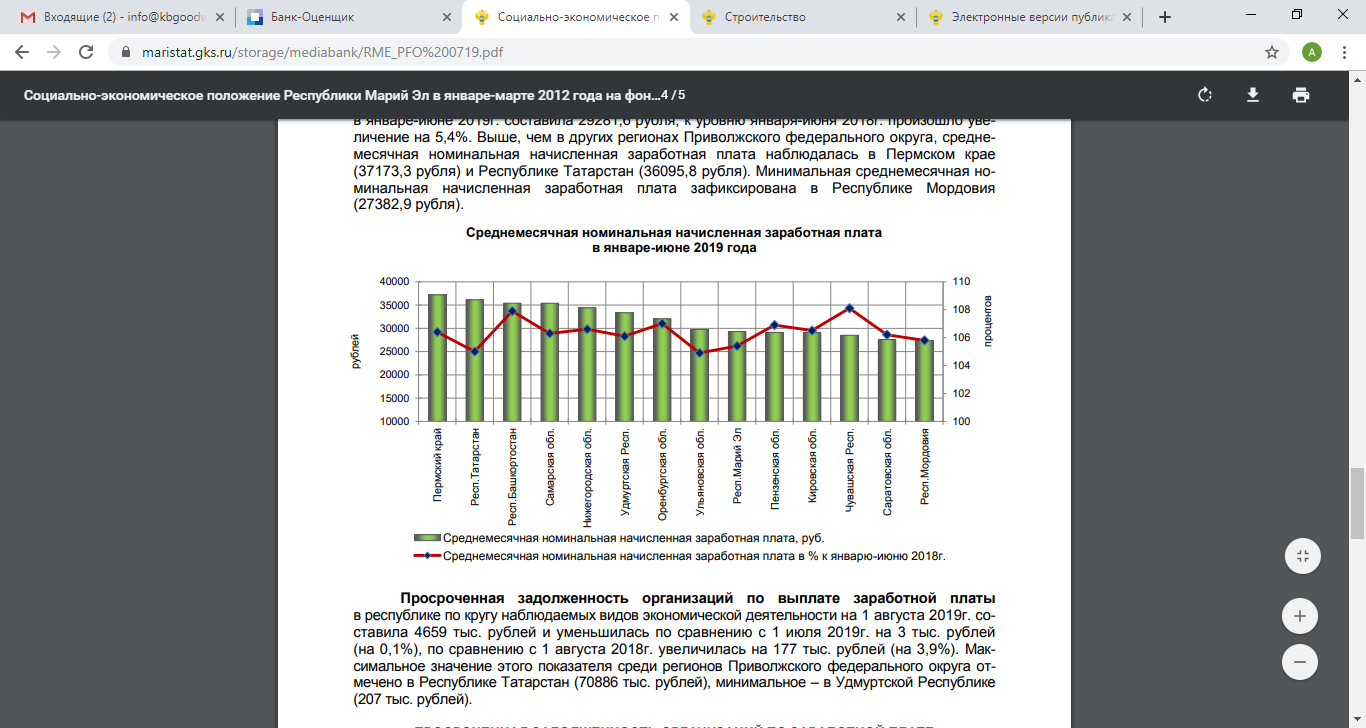 Входящие (2) - info@kbgoodw
Банк-Оценщик
Социально-экономическое п
Строительство
Электронные версии публика
maristat.gks.ru/storage/mediabank/RME_PFO%200719.pdf
A
Социально-экономическое положение Республики Марий Эл в январе-марте 2012 года на фон... 4 / 5
в январе-июне 2019г. составила 29281,6 рубля, к уровню января-июня 2018г. произошло уве-
личение на 5,4%. Выше, чем в других регионах Приволжского федерального округа, средне-
месячная номинальная начисленная заработная плата наблюдалась в Пермском крае
(37173,3 рубля) и Республике Татарстан (36095,8 рубля). Минимальная среднемесячная но-
минальная начисленная заработная плата зафиксирована в Республике Мордовия
(27382,9 рубля).
Среднемесячная номинальная начисленная заработная плата
в январе-июне 2019 года
рублей
40000
35000
30000
25000
20000
15000
10000
110
108
106
104
102
100
процентов
Пермский край
Респ.Татарстан
Респ.Башкортостан
Самарская обл.
Нижегородская обл.
Удмуртская Респ.
Оренбургская обл.
Ульяновская обл.
Респ.Марий Эл
Пензенская обл.
Кировская обл.
Чувашская Респ.
Саратовская обл.
Респ.Мордовия
Среднемесячная номинальная начисленная заработная плата, руб.
Среднемесячная номинальная начисленная заработная плата в % к январю-июню 2018г.
Просроченная задолженность организаций по выплате заработной платы
в республике по кругу наблюдаемых видов экономической деятельности на 1 августа 2019г. со-
ставила 4659 тыс. рублей и уменьшилась по сравнению с 1 июля 2019г. на 3 тыс. рублей
(на 0,1%), по сравнению с 1 августа 2018г. увеличилась на 177 тыс. рублей (на 3,9%). Мак-
симальное значение этого показателя среди регионов Приволжского федерального округа от-
мечено в Республике Татарстан (70886 тыс. рублей), минимальное – в Удмуртской Республике
(207 тыс. рублей).